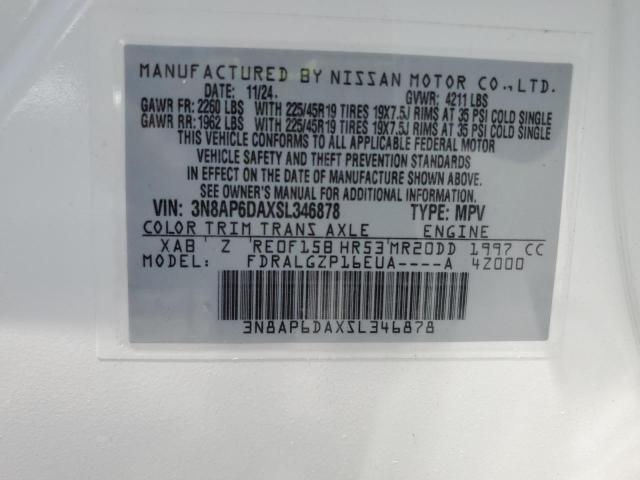 MANUFACTURED BY NISSAN MOTOR CO., LTD.
DATE: 11/24. GVWR: 4211 LBS
GAWR FR: 2260 LBS WITH 225/45R19 TIRES 19X7.5J RIMS AT 35 PSI COLD SINGLE
GAWR RR: 1962 LBS WITH 225/45R19 TIRES 19X7.5J RIMS AT 35 PSI COLD SINGLE
THIS VEHICLE CONFORMS TO ALL APPLICABLE FEDERAL MOTOR
VEHICLE SAFETY AND THEFT PREVENTION STANDARDS
IN EFFECT ON THE DATE OF MANUFACTURE SHOWN ABOVE.
SEE OWNER'S MANUAL FOR ADDITIONAL INFORMATION.
VIN: 3N8AP6DAXSL346878 TYPE: MPV
COLOR TRIM TRANS AXLE ENGINE
XAB Z RE0F15B HR53 MR20DD 1997 CC
MODEL: FDRALGZP16EUA----A 4Z000
3N8AP6DAXSL346878